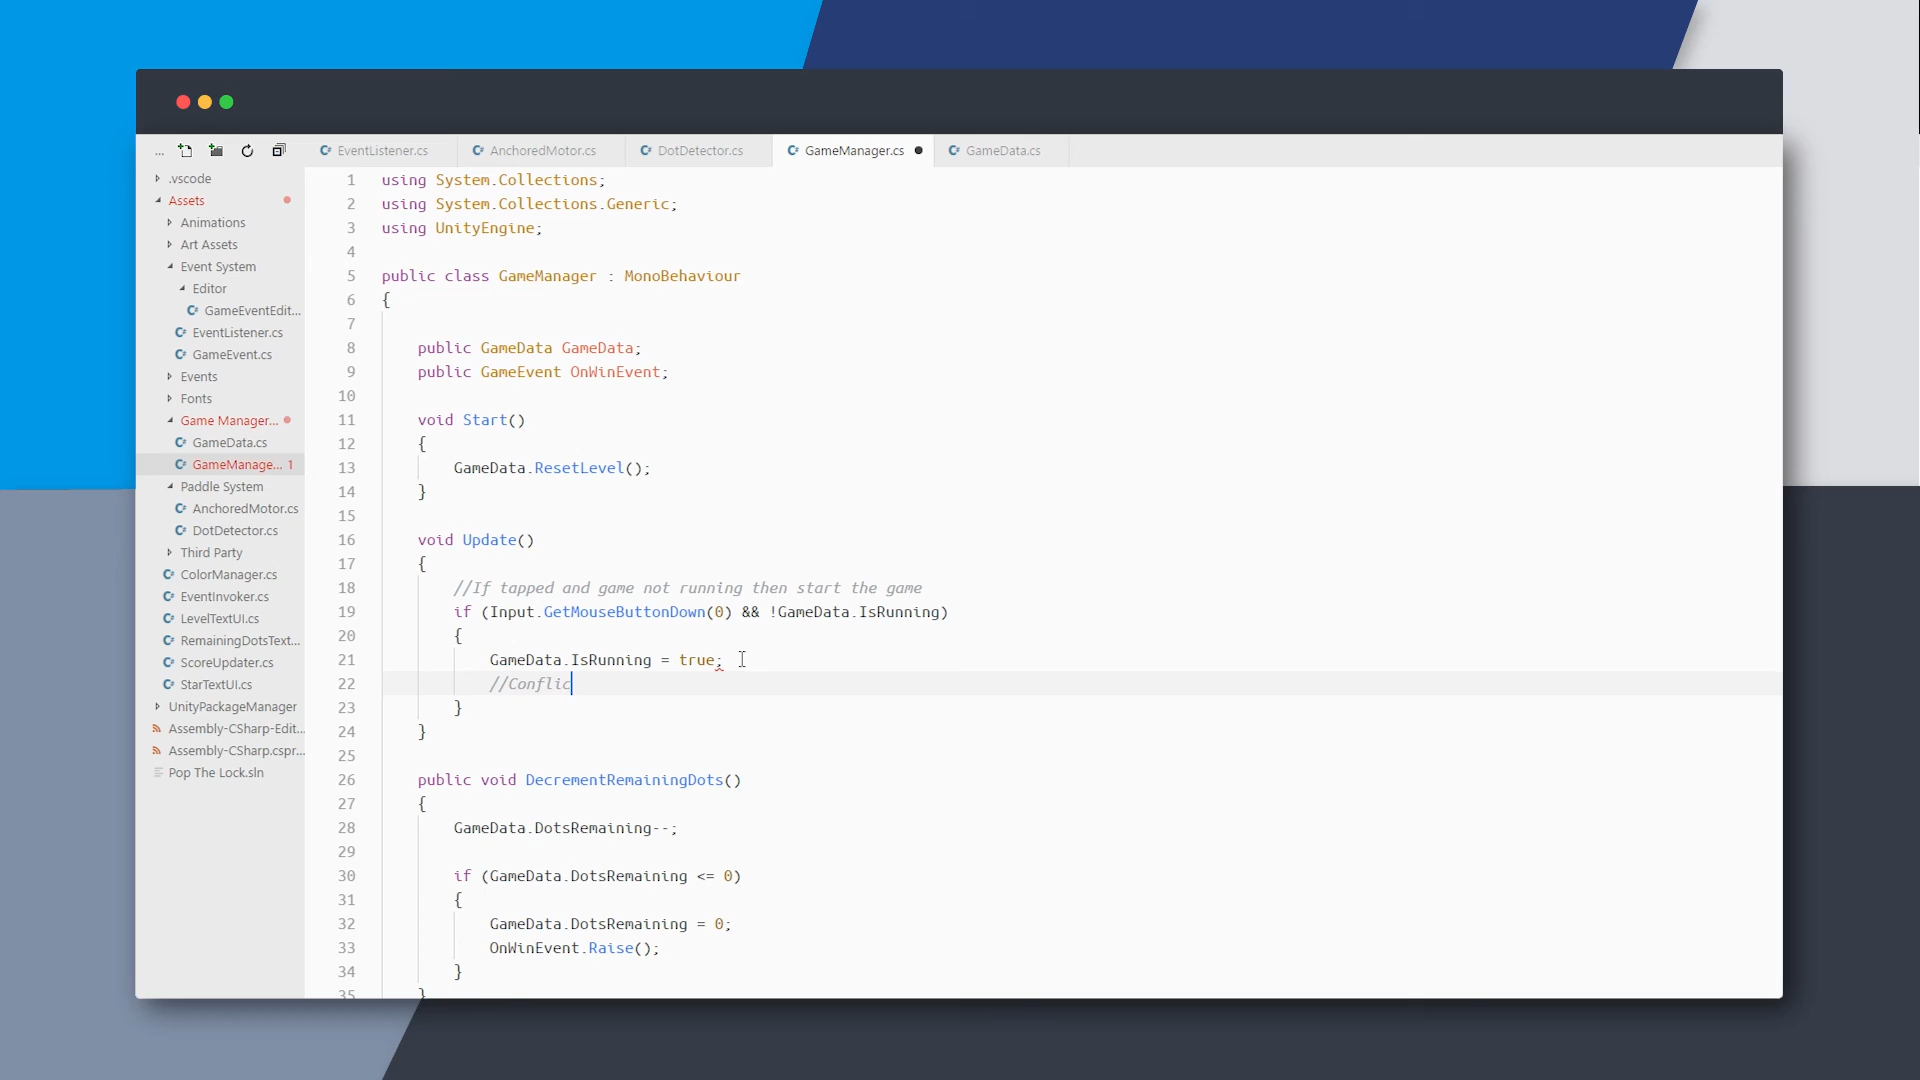 ...
EventListener.cs
AnchoredMotor.cs
DotDetector.cs
GameManager.cs
GameData.cs
.vscode
Assets
Animations
Art Assets
Event System
Editor
GameEventEdit...
EventListener.cs
GameEvent.cs
Events
Fonts
Game Manager...
GameData.cs
GameManage... 1
Paddle System
AnchoredMotor.cs
DotDetector.cs
Third Party
ColorManager.cs
EventInvoker.cs
LevelTextUI.cs
RemainingDotsText...
ScoreUpdater.cs
StarTextUI.cs
UnityPackageManager
Assembly-CSharp-Edit...
Assembly-CSharp.cspr...
Pop The Lock.sln
1 using System.Collections;
2 using System.Collections.Generic;
3 using UnityEngine;
4
5 public class GameManager : MonoBehaviour
6 {
7
8 public GameData GameData;
9 public GameEvent OnWinEvent;
10
11 void Start()
12 {
13 GameData.ResetLevel();
14 }
15
16 void Update()
17 {
18 //If tapped and game not running then start the game
19 if (Input.GetMouseButtonDown(0) && !GameData.IsRunning)
20 {
21 GameData.IsRunning = true;
22 //Conflic
23 }
24 }
25
26 public void DecrementRemainingDots()
27 {
28 GameData.DotsRemaining--;
29
30 if (GameData.DotsRemaining <= 0)
31 {
32 GameData.DotsRemaining = 0;
33 OnWinEvent.Raise();
34 }
35 }